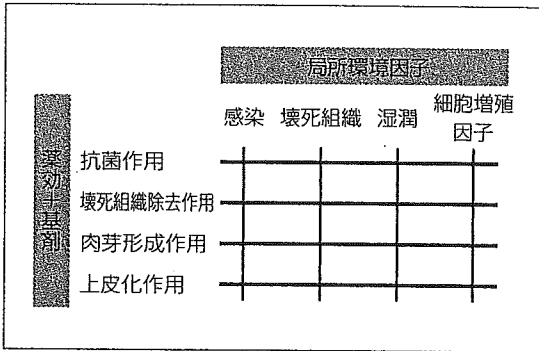 局所環境因子
感染
壊死組織
湿潤
細胞増殖
因子
薬効+基剤
抗菌作用
壊死組織除去作用
肉芽形成作用
上皮化作用